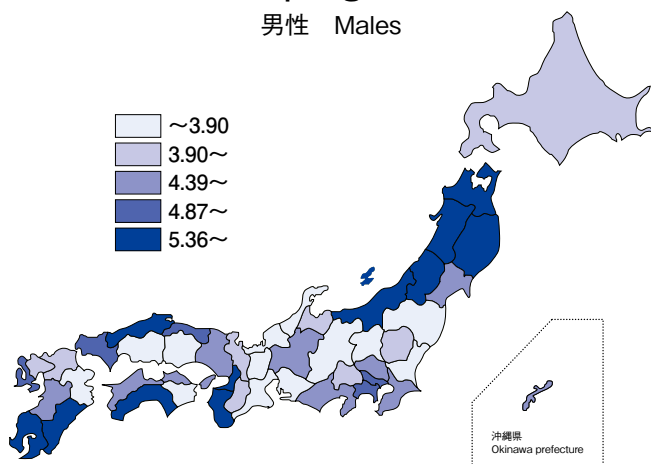 男性　Males
～3.90
3.90～
4.39～
4.87～
5.36～
沖縄県
Okinawa prefecture